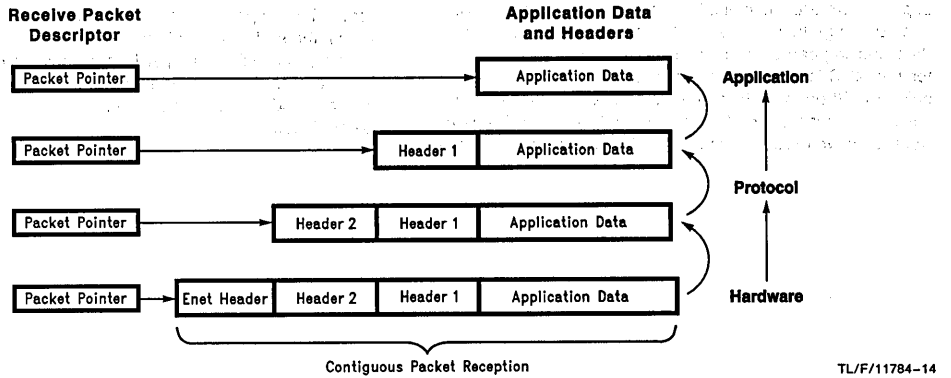 Receive Packet
Descriptor
Application Data
and Headers
Packet Pointer
Application Data
Application
Packet Pointer
Header 1
Application Data
Protocol
Packet Pointer
Header 2
Header 1
Application Data
Packet Pointer
Enet Header
Header 2
Header 1
Application Data
Hardware
Contiguous Packet Reception
TL/F/11784–14